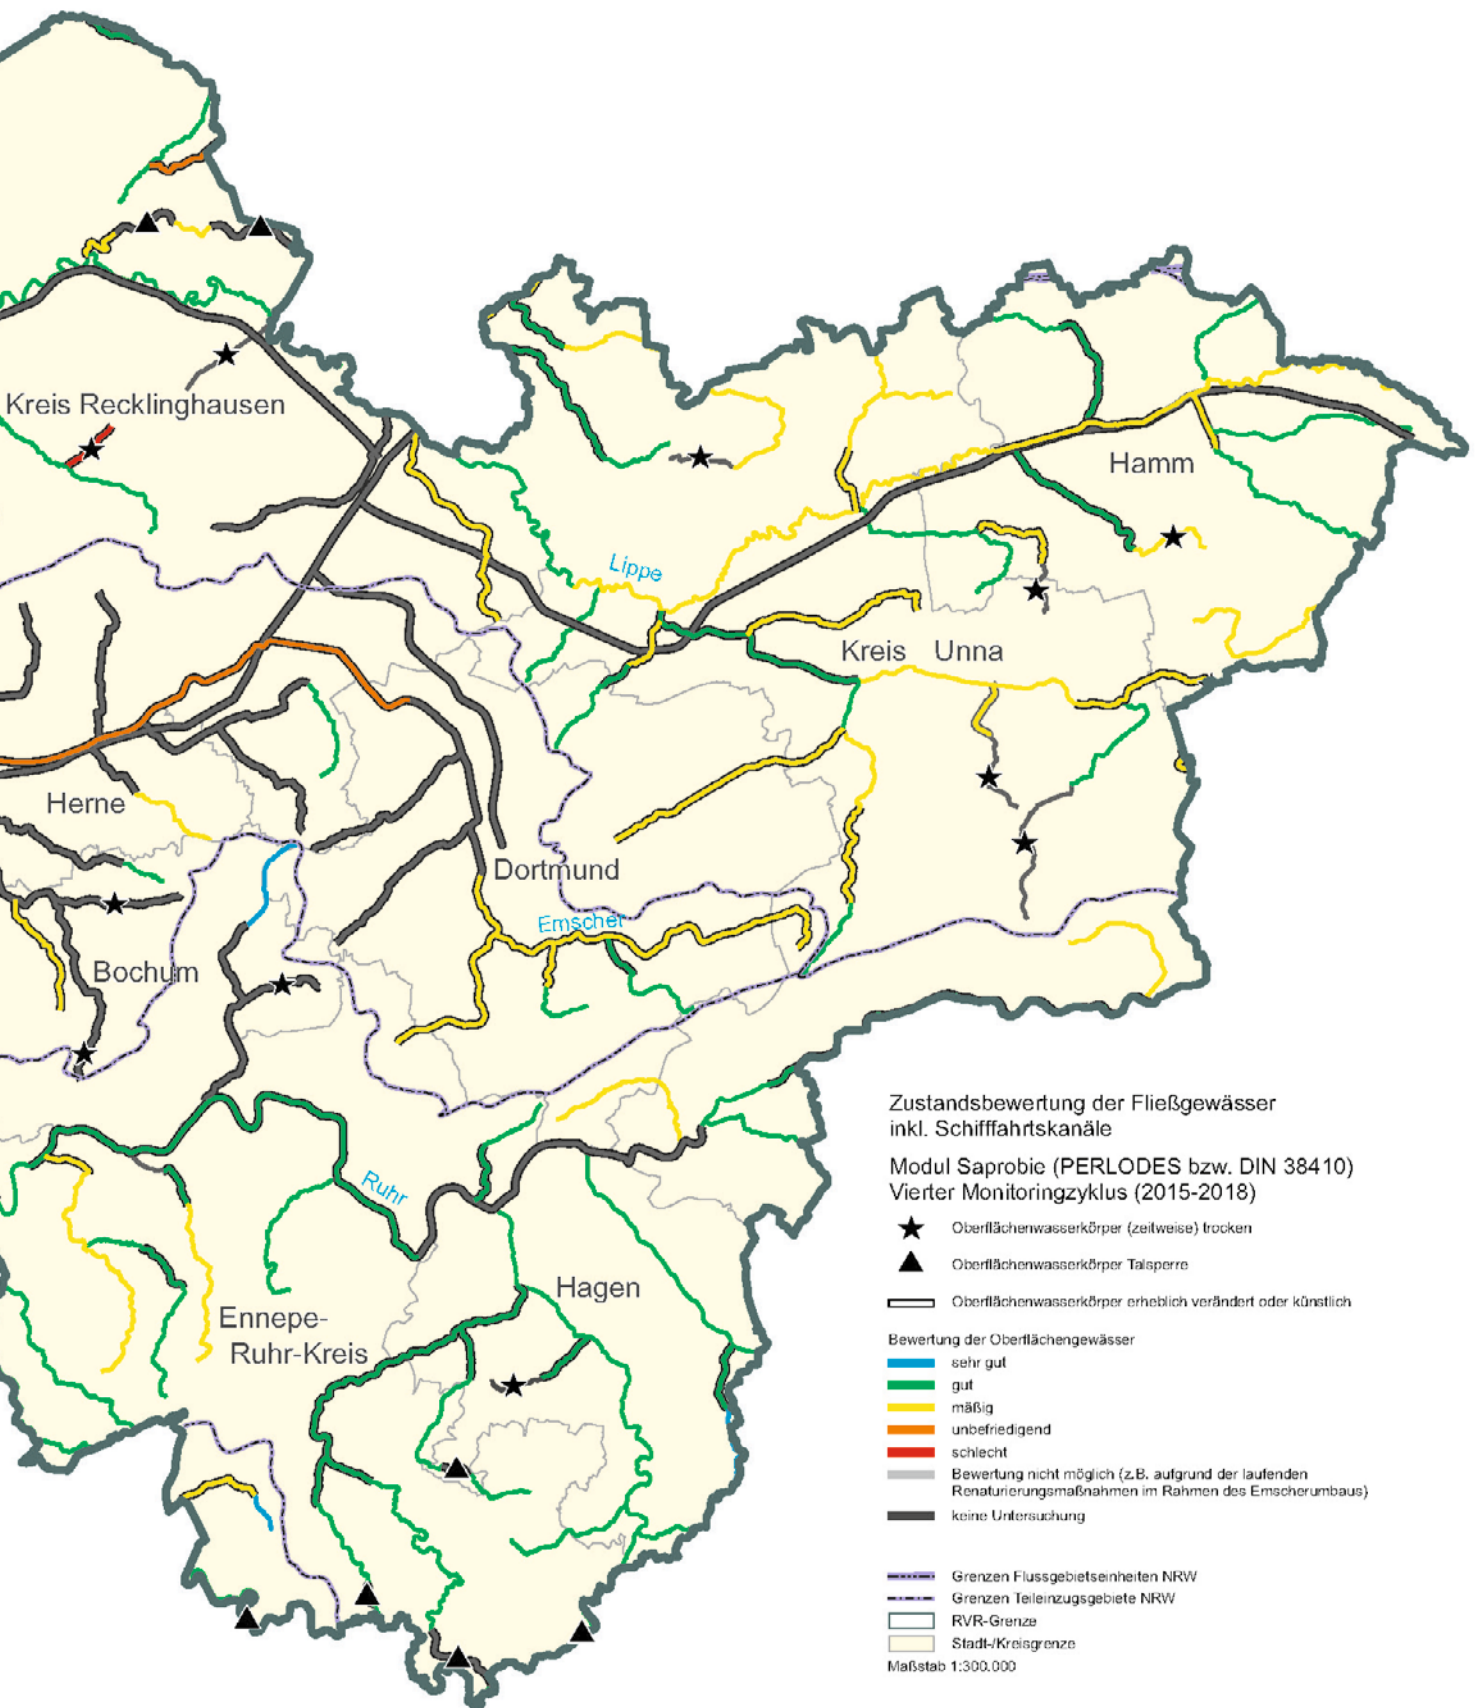 Kreis Recklinghausen
Hamm
Lippe
Kreis Unna
Herne
Dortmund
Emscher
Bochum
Ruhr
Hagen
Ennepe-
Ruhr-Kreis
Zustandsbewertung der Fließgewässer
inkl. Schifffahrtskanäle
Modul Saprobie (PERLODES bzw. DIN 38410)
Vierter Monitoringzyklus (2015-2018)
Oberflächenwasserkörper (zeitweise) trocken
Oberflächenwasserkörper Talsperre
Oberflächenwasserkörper erheblich verändert oder künstlich
Bewertung der Oberflächengewässer
sehr gut
gut
mäßig
unbefriedigend
schlecht
Bewertung nicht möglich (z.B. aufgrund der laufenden
Renaturierungsmaßnahmen im Rahmen des Emscherumbaus)
keine Untersuchung
Grenzen Flussgebietseinheiten NRW
Grenzen Teileinzugsgebiete NRW
RVR-Grenze
Stadt-/Kreisgrenze
Maßstab 1:300.000